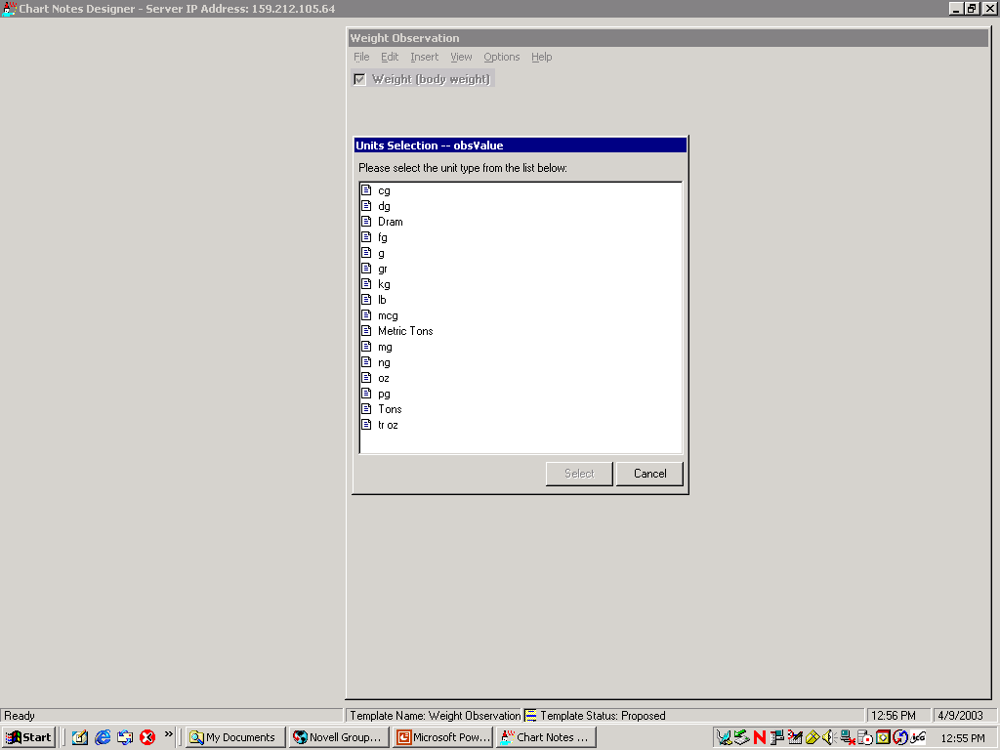 Chart Notes Designer - Server IP Address: 159.212.105.64
Weight Observation
File Edit Insert View Options Help
Weight (body weight)
Units Selection -- obsValue
Please select the unit type from the list below:
cg
dg
Dram
fg
g
gr
kg
lb
mcg
Metric Tons
mg
ng
oz
pg
Tons
tr oz
Select Cancel
Ready Template Name: Weight Observation Template Status: Proposed 12:56 PM 4/9/2003
Start » My Documents Novell Group... Microsoft Pow... Chart Notes ... N JCG 12:55 PM